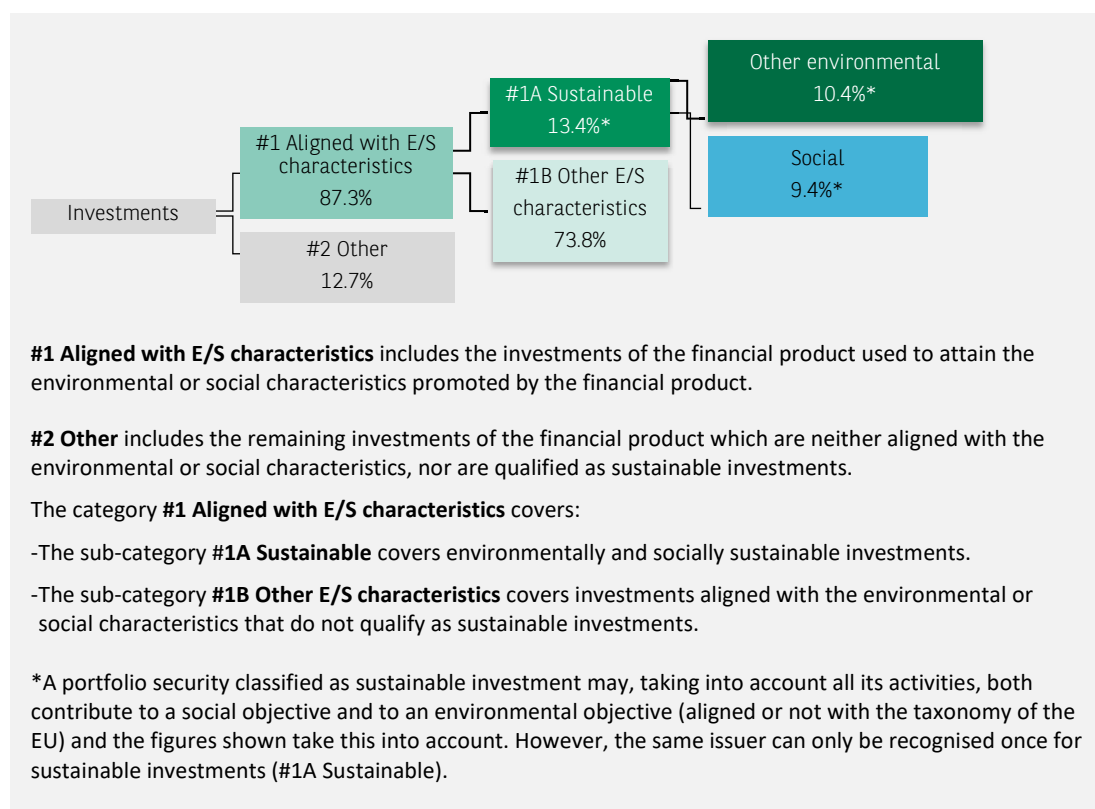 Investments
#1 Aligned with E/S
characteristics
87.3%
#2 Other
12.7%
#1A Sustainable
13.4%*
#1B Other E/S
characteristics
73.8%
Other environmental
10.4%*
Social
9.4%*
#1 Aligned with E/S characteristics includes the investments of the financial product used to attain the
environmental or social characteristics promoted by the financial product.
#2 Other includes the remaining investments of the financial product which are neither aligned with the
environmental or social characteristics, nor are qualified as sustainable investments.
The category #1 Aligned with E/S characteristics covers:
-The sub-category #1A Sustainable covers environmentally and socially sustainable investments.
-The sub-category #1B Other E/S characteristics covers investments aligned with the environmental or
social characteristics that do not qualify as sustainable investments.
*A portfolio security classified as sustainable investment may, taking into account all its activities, both
contribute to a social objective and to an environmental objective (aligned or not with the taxonomy of the
EU) and the figures shown take this into account. However, the same issuer can only be recognised once for
sustainable investments (#1A Sustainable).